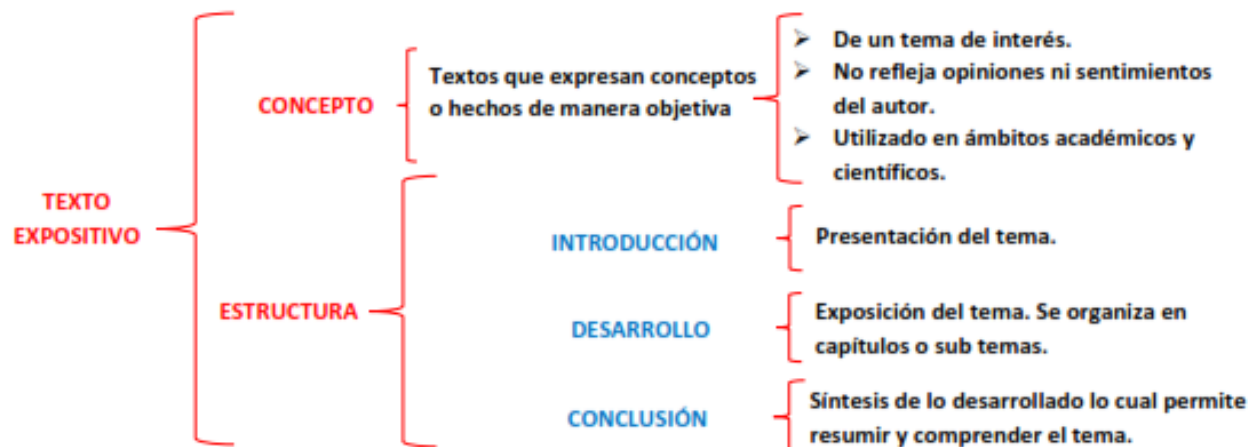 TEXTO
EXPOSITIVO
CONCEPTO
Textos que expresan conceptos
o hechos de manera objetiva
➢ De un tema de interés.
➢ No refleja opiniones ni sentimientos
del autor.
➢ Utilizado en ámbitos académicos y
científicos.
ESTRUCTURA
INTRODUCCIÓN
Presentación del tema.
DESARROLLO
Exposición del tema. Se organiza en
capítulos o sub temas.
CONCLUSIÓN
Síntesis de lo desarrollado lo cual permite
resumir y comprender el tema.